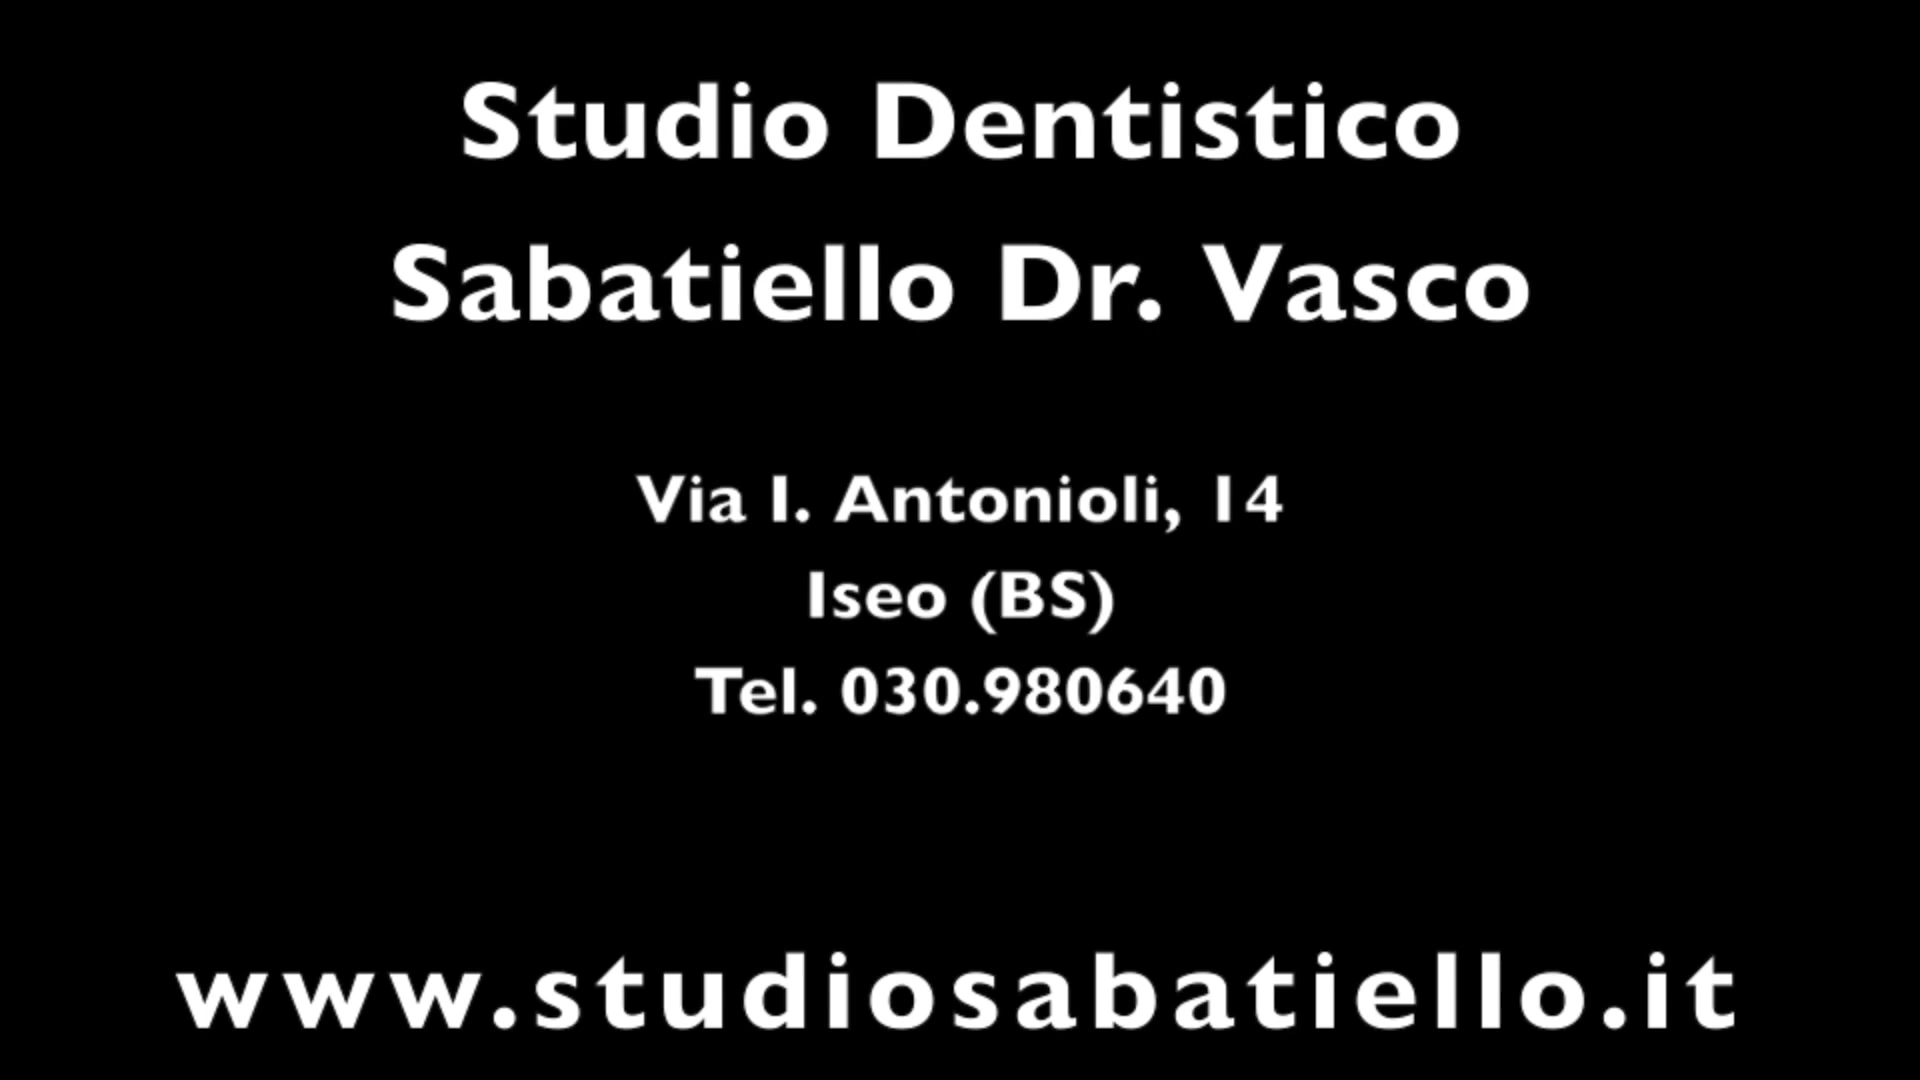 Studio Dentistico
Sabatiello Dr. Vasco
Via I. Antonioli, 14
Iseo (BS)
Tel. 030.980640
www.studiosabatiello.it